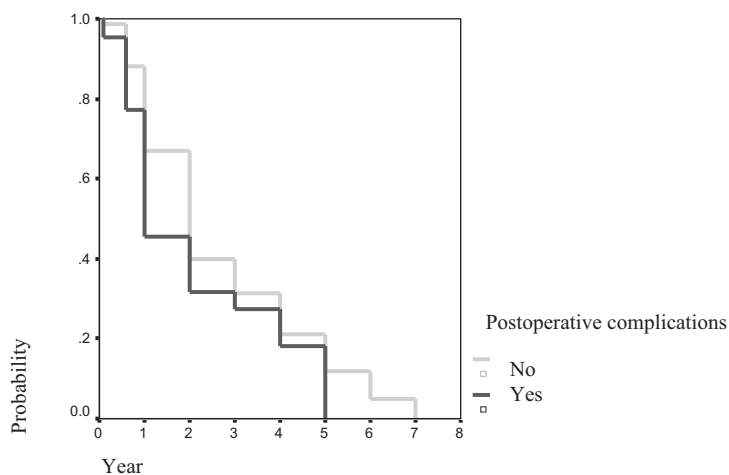 1.0
.8
.6
.4
.2
0.0
Probability
0 1 2 3 4 5 6 7 8
Year
Postoperative complications
No
Yes